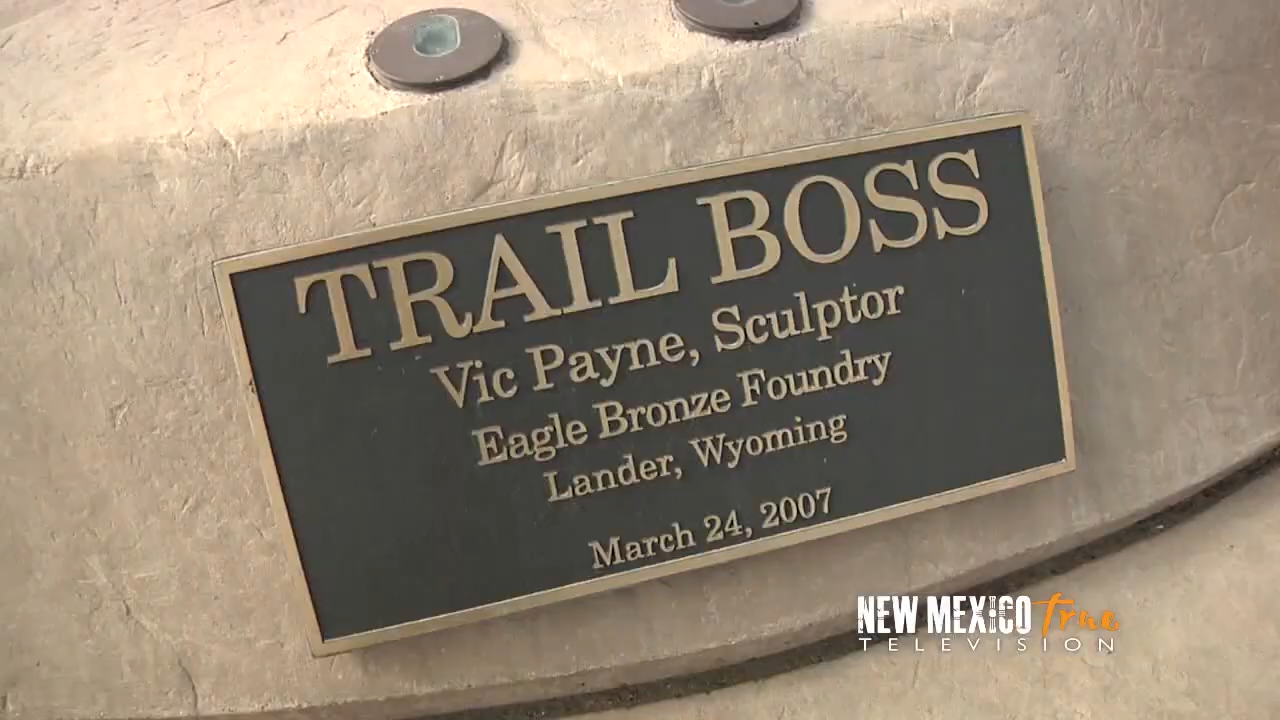 TRAIL BOSS
Vic Payne, Sculptor
Eagle Bronze Foundry
Lander, Wyoming
March 24, 2007
NEW MEXICO True
TELEVISION